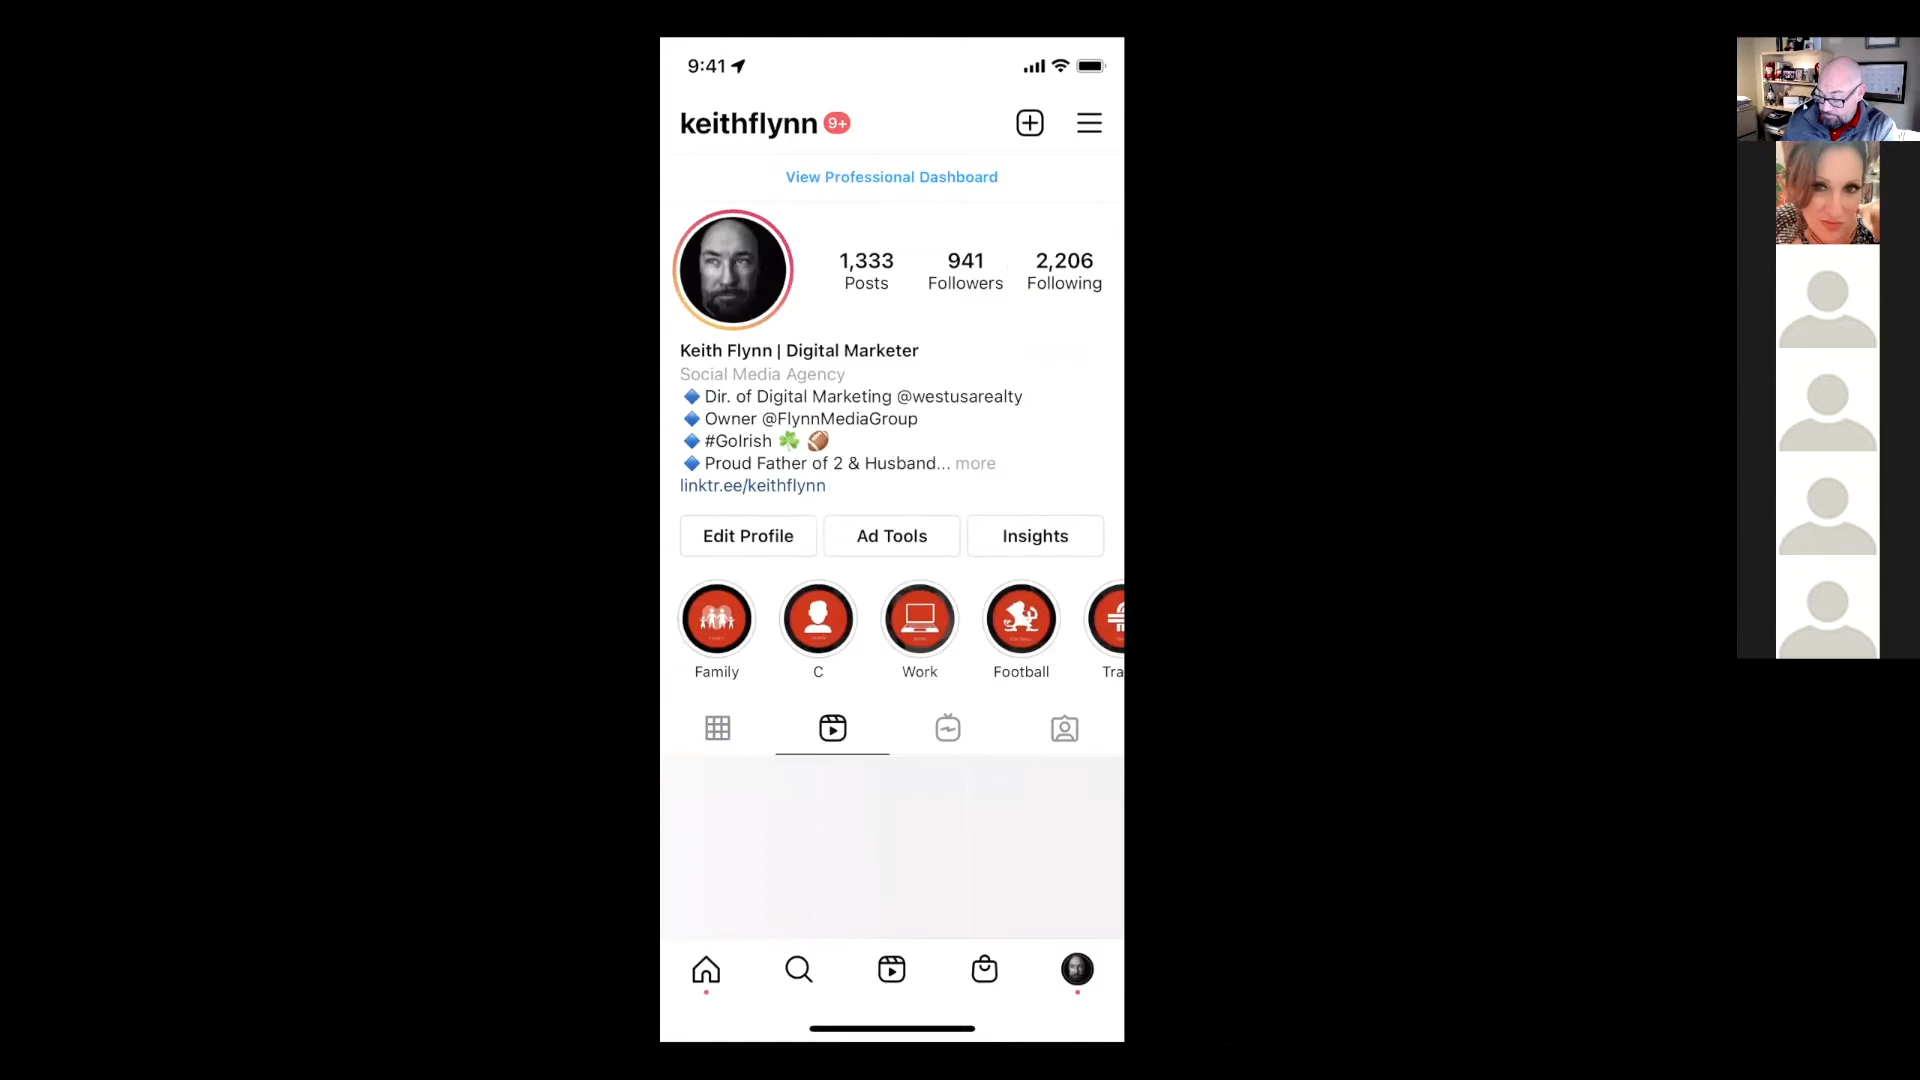 9:41
keithflynn 9+
View Professional Dashboard
1,333 941 2,206
Posts Followers Following
Keith Flynn | Digital Marketer
Social Media Agency
Dir. of Digital Marketing @westusarealty
Owner @FlynnMediaGroup
#GoIrish
Proud Father of 2 & Husband... more
linktr.ee/keithflynn
Edit Profile Ad Tools Insights
Family C Work Football Tra